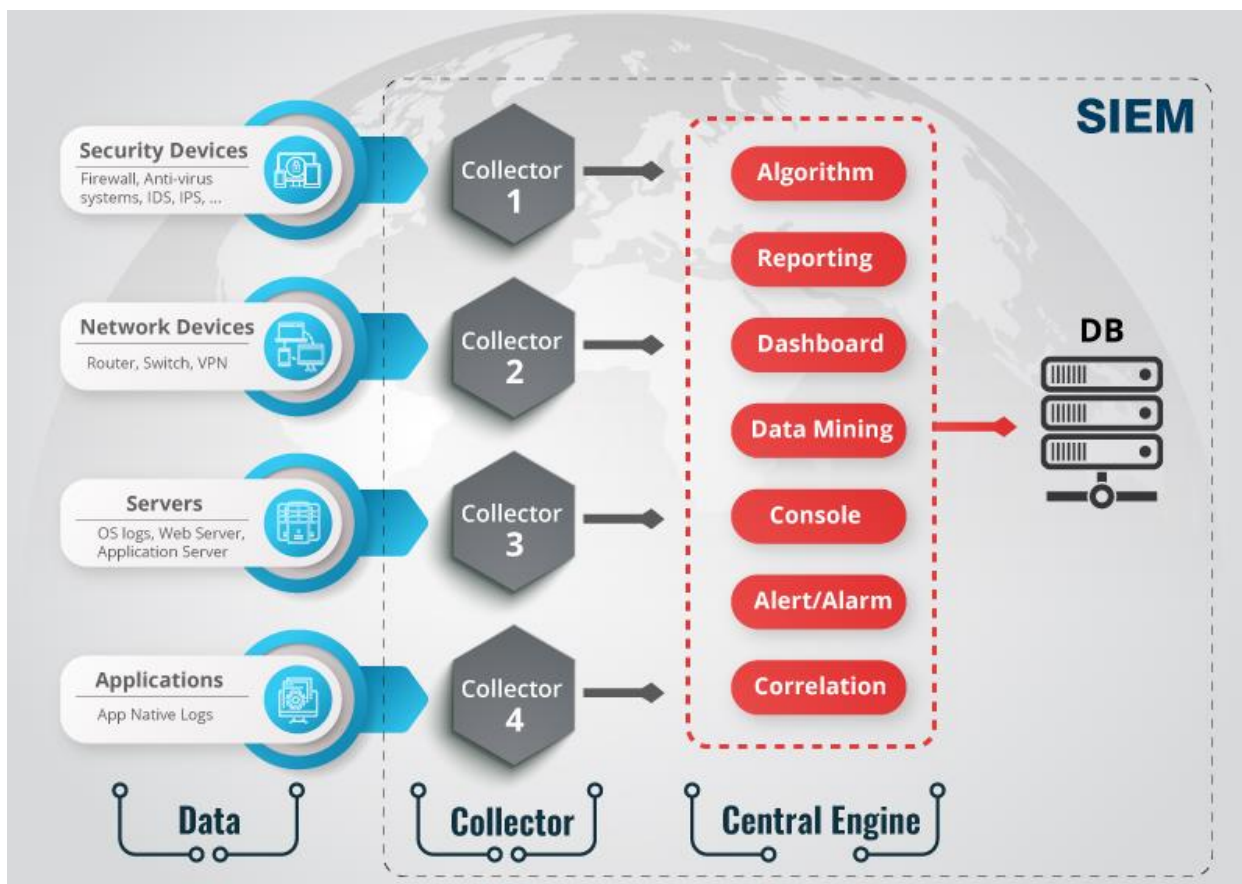 SIEM
Security Devices
Firewall, Anti-virus
systems, IDS, IPS, ...
Collector
1
Network Devices
Router, Switch, VPN
Collector
2
Servers
OS logs, Web Server,
Application Server
Collector
3
Applications
App Native Logs
Collector
4
Algorithm
Reporting
Dashboard
Data Mining
Console
Alert/Alarm
Correlation
DB
Data
Collector
Central Engine